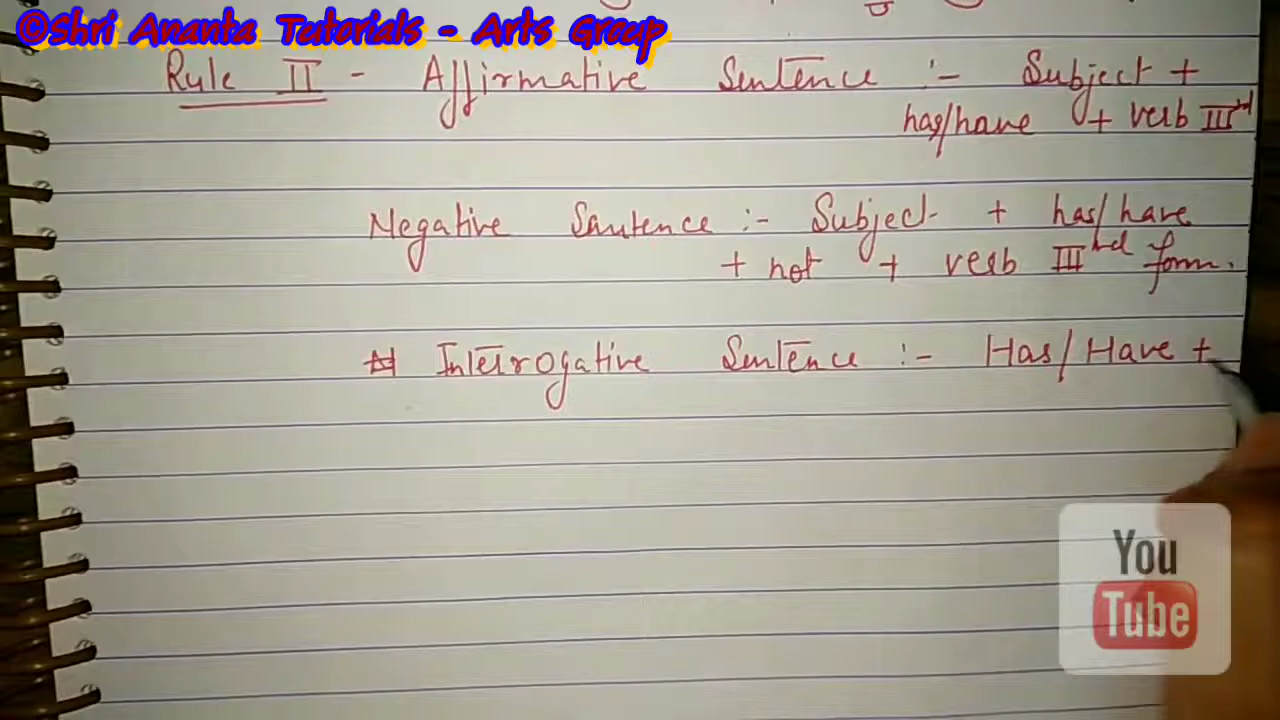 ©Shri Ananta Tutorials - Arts Group
Rule II - Affirmative Sentence :- Subject +
has/have + verb IIIrd
Negative Sentence :- Subject + has/have
+ not + verb IIIrd form.
Interrogative Sentence :- Has/Have +
You
Tube